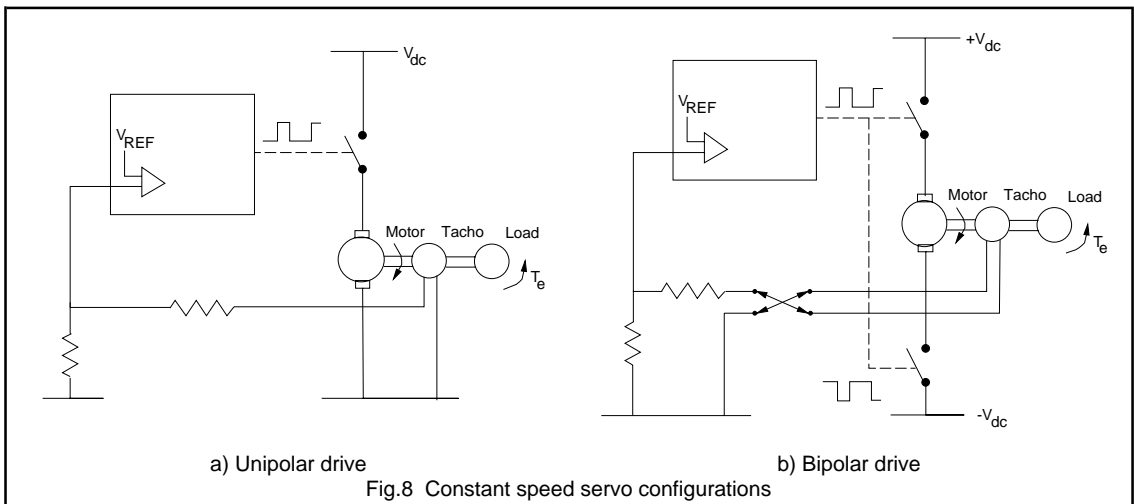 V_dc
V_REF
Motor Tacho Load
T_e
a) Unipolar drive
+V_dc
V_REF
Motor Tacho Load
T_e
-V_dc
b) Bipolar drive
Fig.8 Constant speed servo configurations